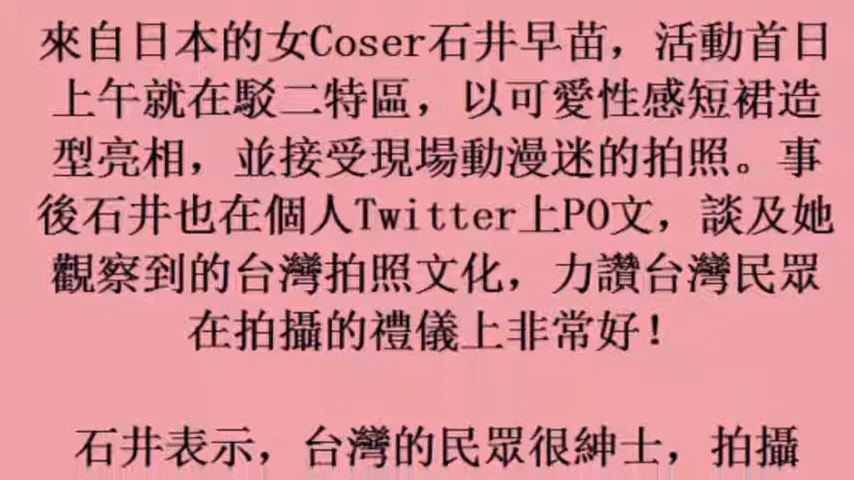 來自日本的女Coser石井早苗，活動首日
上午就在駁二特區，以可愛性感短裙造
型亮相，並接受現場動漫迷的拍照。事
後石井也在個人Twitter上PO文，談及她
觀察到的台灣拍照文化，力讚台灣民眾
在拍攝的禮儀上非常好！
石井表示，台灣的民眾很紳士，拍攝